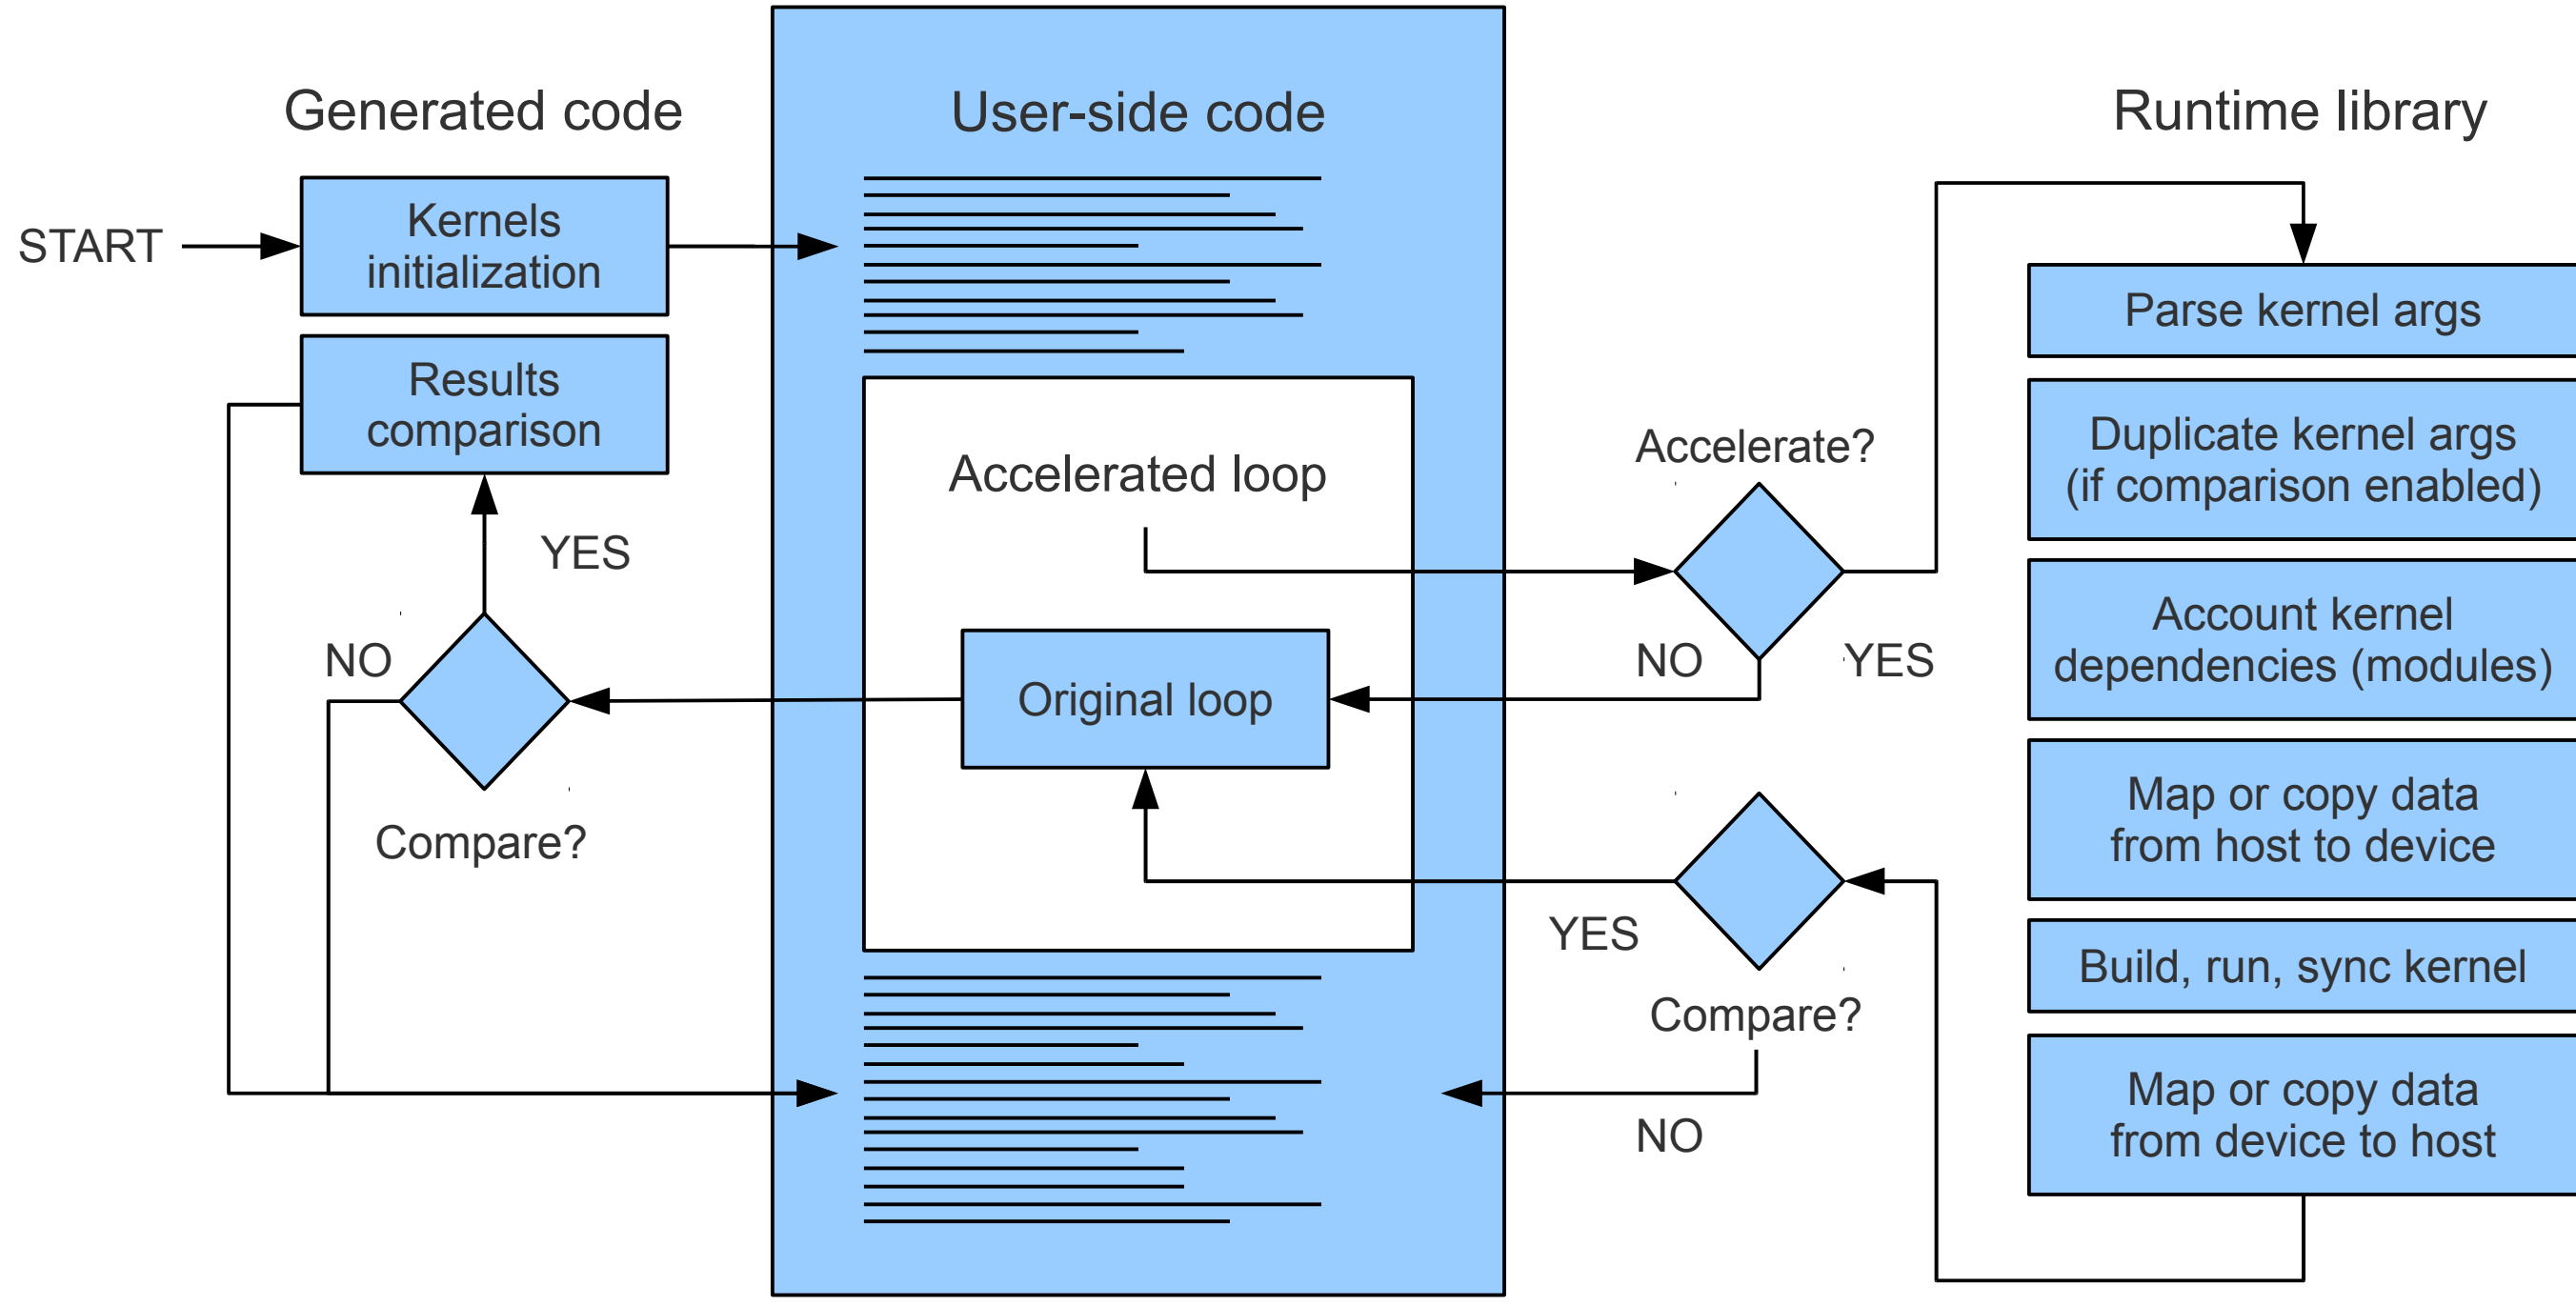 Generated code
User-side code
Runtime library
START
Kernels
initialization
Results
comparison
YES
NO
Compare?
Accelerated loop
Original loop
Accelerate?
NO
YES
YES
Compare?
NO
Parse kernel args
Duplicate kernel args
(if comparison enabled)
Account kernel
dependencies (modules)
Map or copy data
from host to device
Build, run, sync kernel
Map or copy data
from device to host